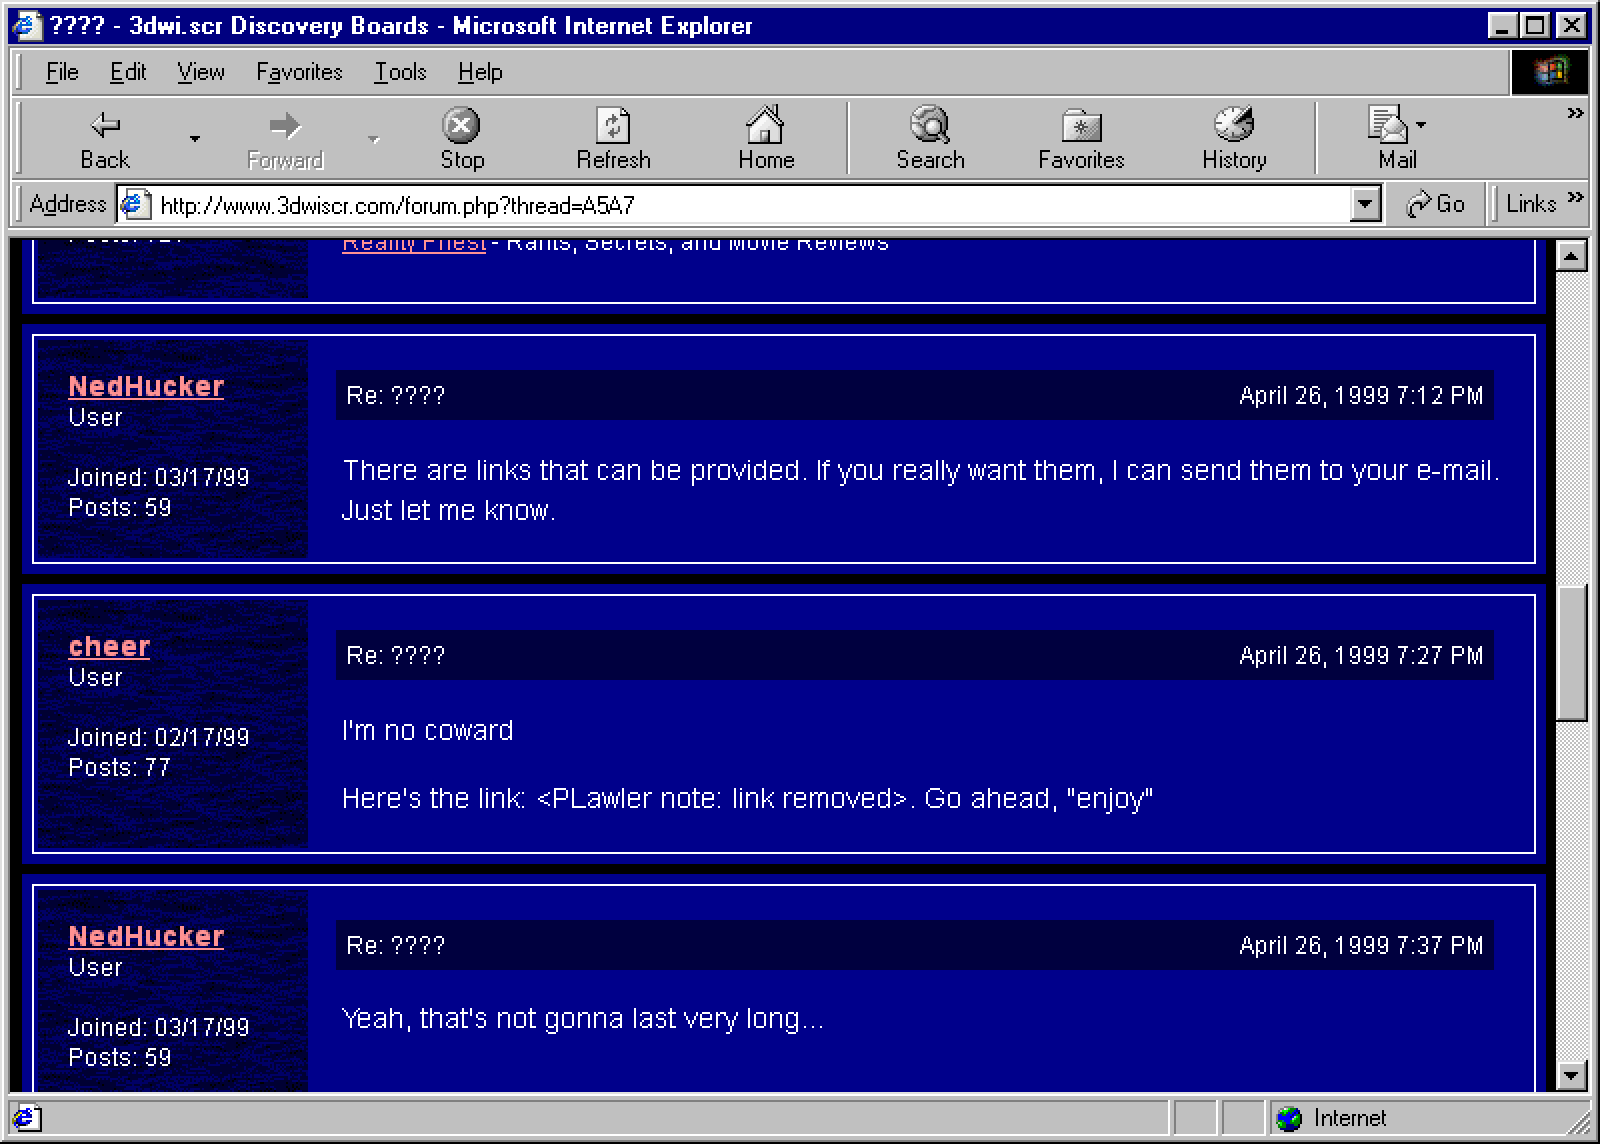 ???? - 3dwi.scr Discovery Boards - Microsoft Internet Explorer
File Edit View Favorites Tools Help
Back Forward Stop Refresh Home Search Favorites History Mail »
Address http://www.3dwiscr.com/forum.php?thread=A5A7 Go Links »
Reality Priest - Rants, Secrets, and Movie Reviews
NedHucker
User
Joined: 03/17/99
Posts: 59
Re: ???? April 26, 1999 7:12 PM
There are links that can be provided. If you really want them, I can send them to your e-mail.
Just let me know.
cheer
User
Joined: 02/17/99
Posts: 77
Re: ???? April 26, 1999 7:27 PM
I'm no coward
Here's the link: <PLawler note: link removed>. Go ahead, "enjoy"
NedHucker
User
Joined: 03/17/99
Posts: 59
Re: ???? April 26, 1999 7:37 PM
Yeah, that's not gonna last very long...
Internet